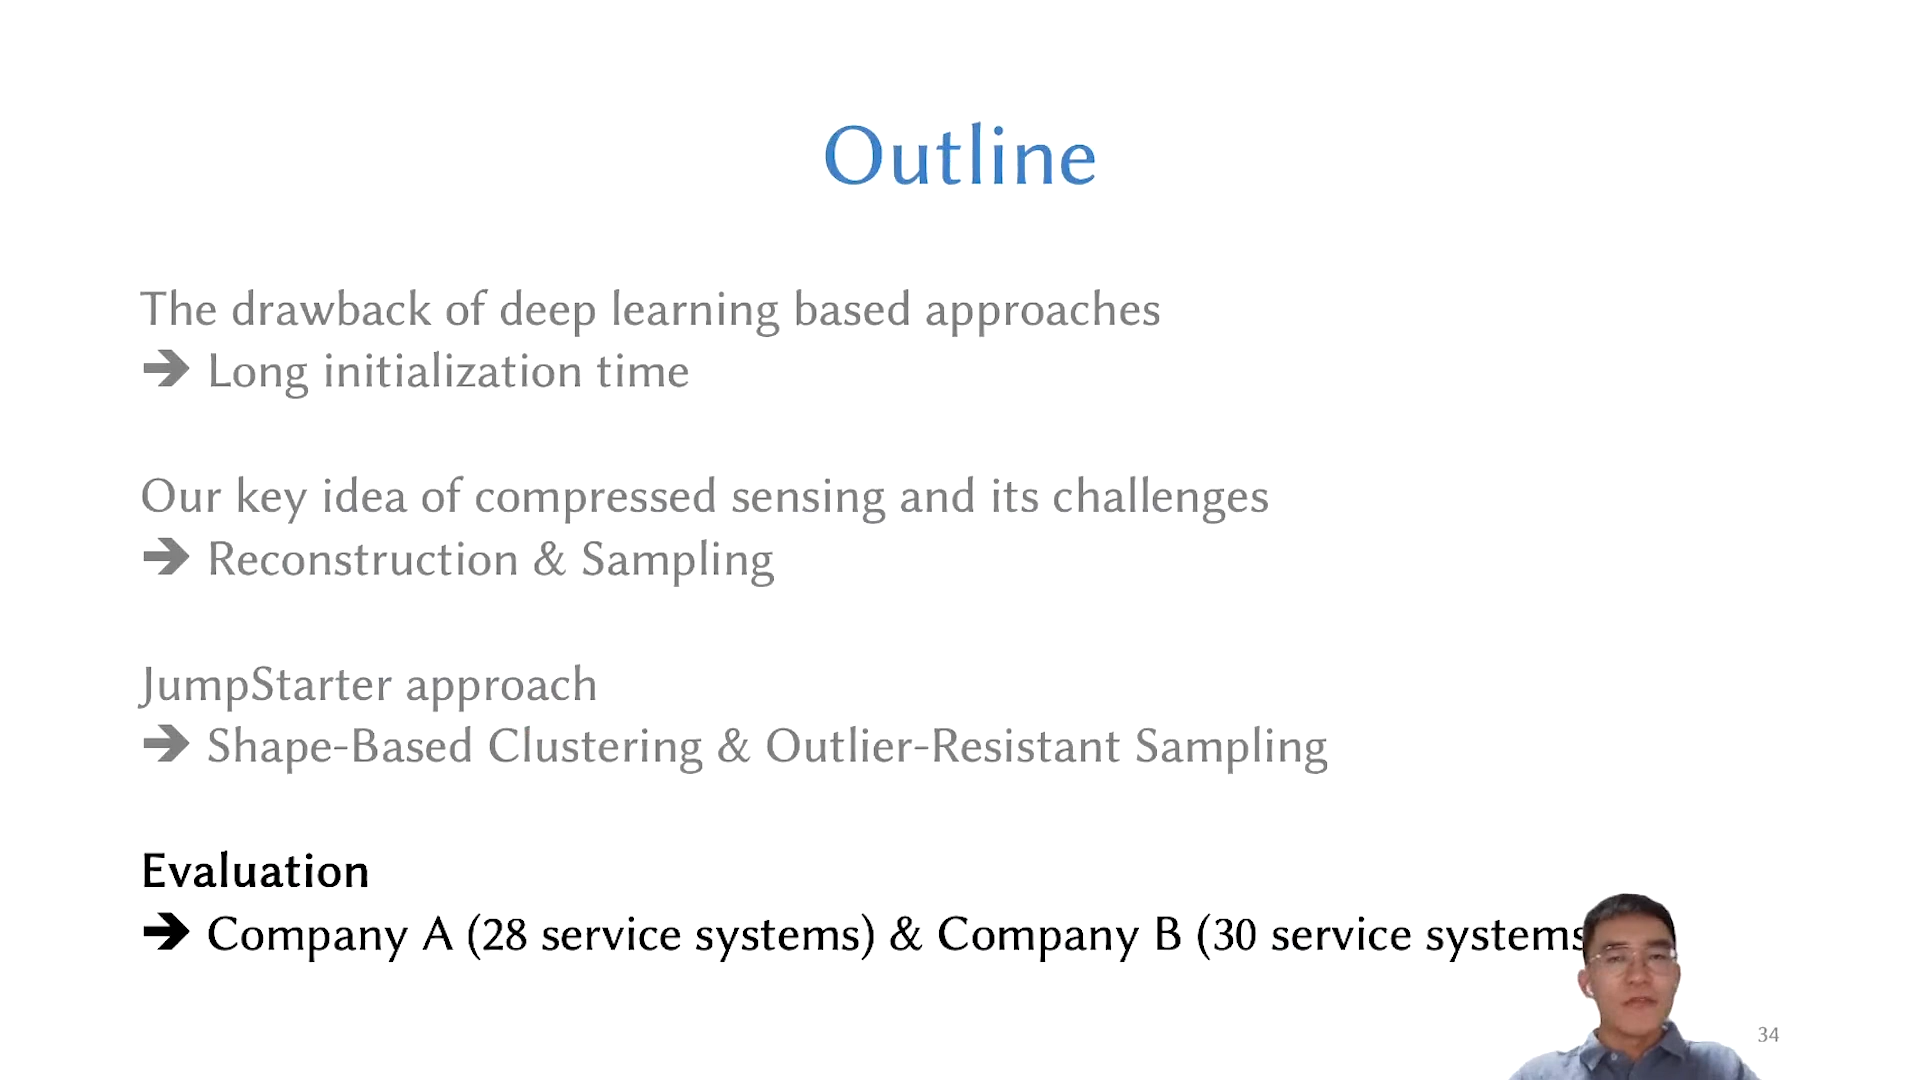 Outline
The drawback of deep learning based approaches
➔ Long initialization time
Our key idea of compressed sensing and its challenges
➔ Reconstruction & Sampling
JumpStarter approach
➔ Shape-Based Clustering & Outlier-Resistant Sampling
Evaluation
➔ Company A (28 service systems) & Company B (30 service systems
34